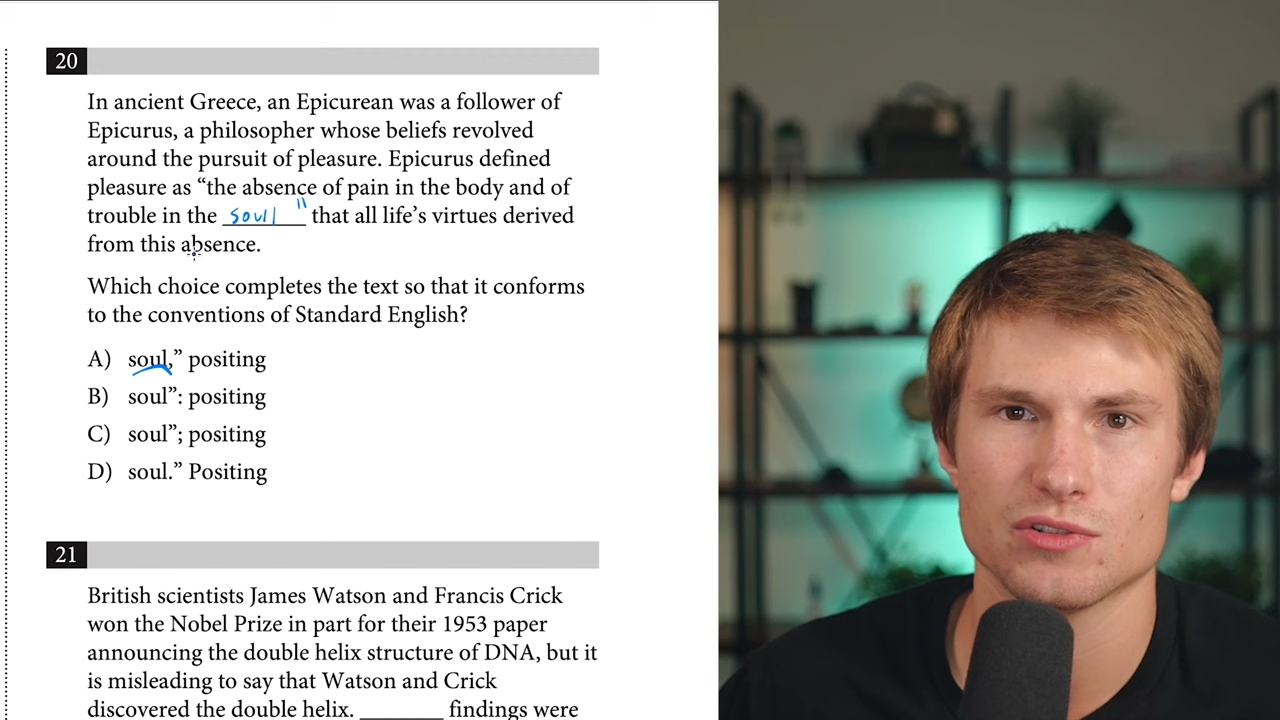 20
In ancient Greece, an Epicurean was a follower of
Epicurus, a philosopher whose beliefs revolved
around the pursuit of pleasure. Epicurus defined
pleasure as “the absence of pain in the body and of
trouble in the soul" that all life’s virtues derived
from this absence.
Which choice completes the text so that it conforms
to the conventions of Standard English?
A) soul,” positing
B) soul”: positing
C) soul”; positing
D) soul.” Positing
21
British scientists James Watson and Francis Crick
won the Nobel Prize in part for their 1953 paper
announcing the double helix structure of DNA, but it
is misleading to say that Watson and Crick
discovered the double helix. ________ findings were